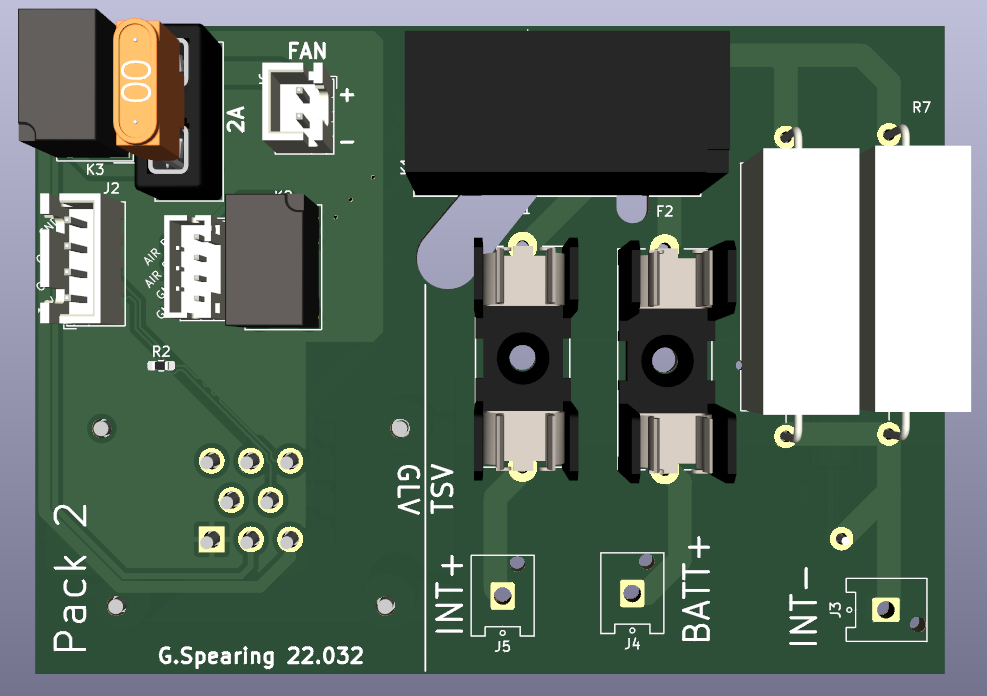 FAN
00
2A
+
-
R7
K3
J2
F2
AIR
AIR
R2
GLV
TSV
Pack 2
INT+
BATT+
INT-
J3
J5
J4
G.Spearing 22.032